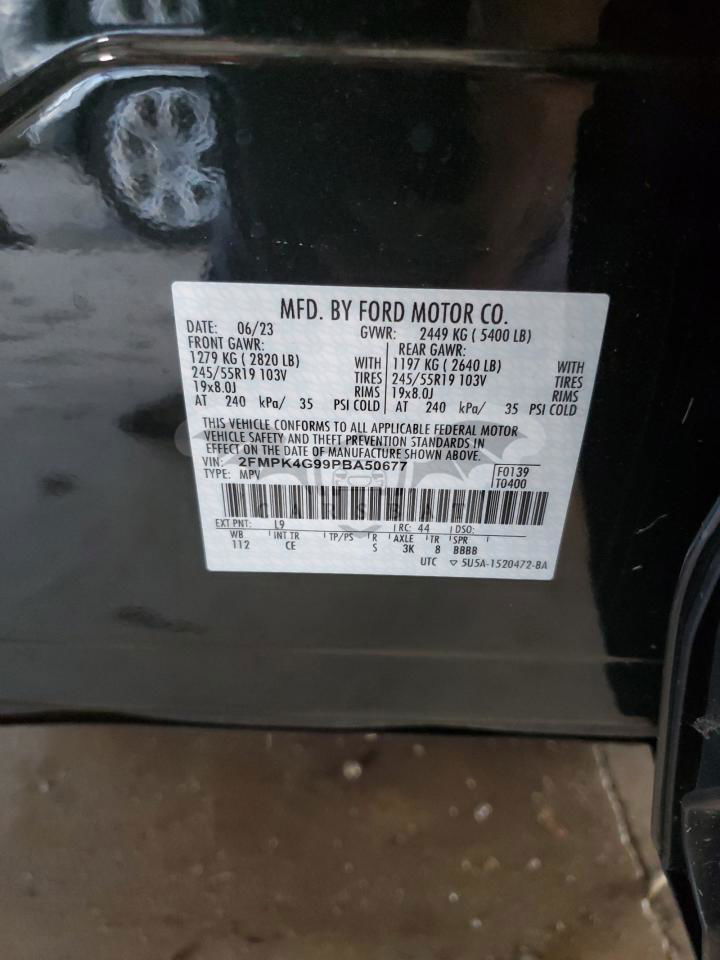 MFD. BY FORD MOTOR CO.
DATE: 06/23 GVWR: 2449 KG ( 5400 LB)
FRONT GAWR: REAR GAWR:
1279 KG ( 2820 LB) WITH 1197 KG ( 2640 LB) WITH
245/55R19 103V TIRES 245/55R19 103V TIRES
19x8.0J RIMS 19x8.0J RIMS
AT 240 kPa/ 35 PSI COLD AT 240 kPa/ 35 PSI COLD
THIS VEHICLE CONFORMS TO ALL APPLICABLE FEDERAL MOTOR
VEHICLE SAFETY AND THEFT PREVENTION STANDARDS IN
EFFECT ON THE DATE OF MANUFACTURE SHOWN ABOVE.
VIN: 2FMPK4G99PBA50677 F0139
TYPE: MPV T0400
CARSBAT
EXT PNT: L9 RC: 44 DSO:
WB INT TR TP/PS R AXLE TR SPR
112 CE S 3K 8 BBBB
UTC ▽ 5U5A-1520472-BA